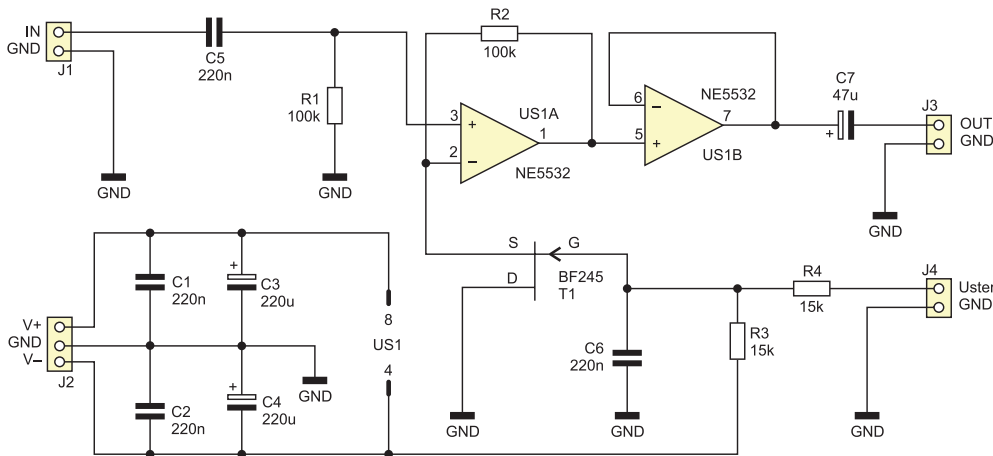 IN
GND
J1
C5
220n
R1
100k
GND
GND
R2
100k
3
+
2
−
US1A
1
NE5532
6
−
5
+
NE5532
7
US1B
C7
47u
+
J3
OUT
GND
GND
V+
GND
V−
J2
C1
220n
C2
220n
+
C3
220u
+
C4
220u
8
US1
4
GND
S
G
D
BF245
T1
GND
C6
220n
GND
R3
15k
R4
15k
J4
Uster
GND
GND